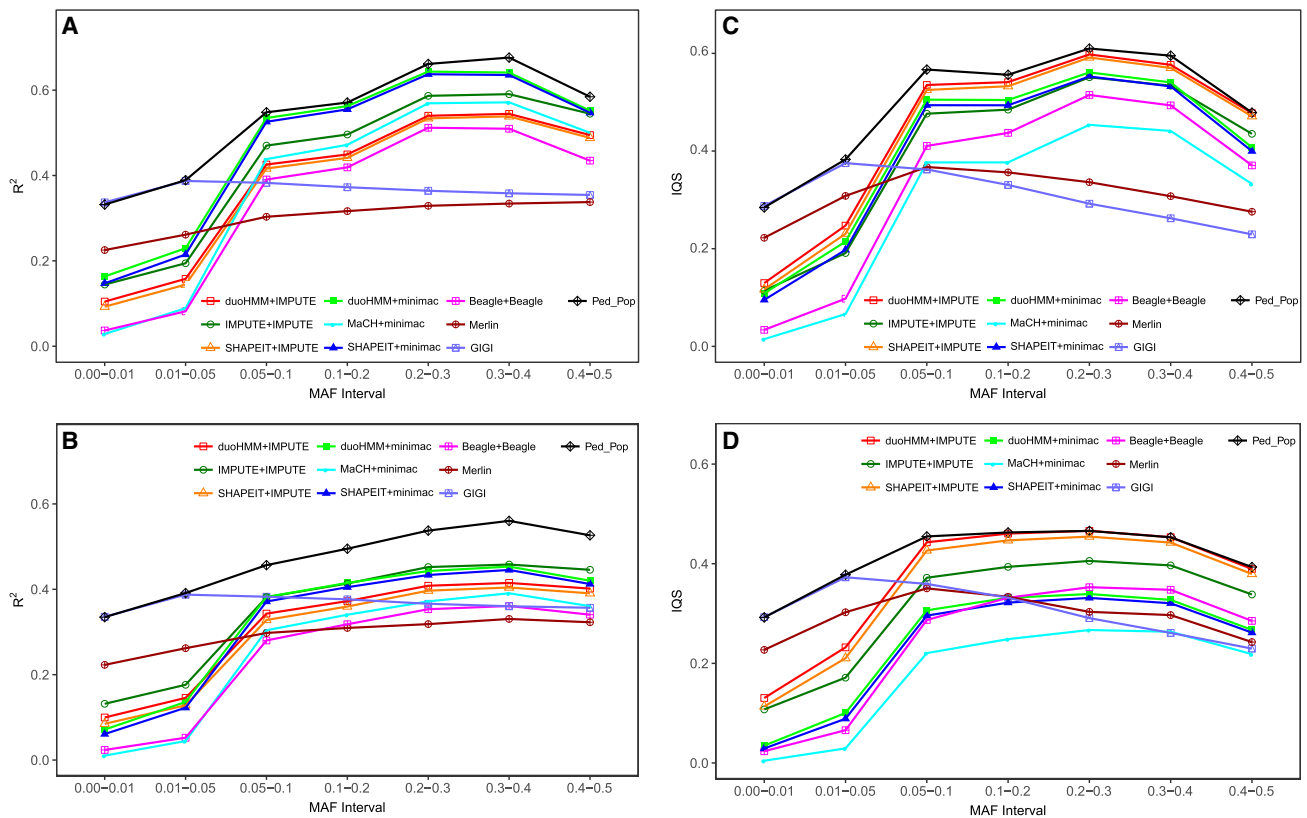 A
R2
0.6
0.4
0.2
0.0
duoHMM+IMPUTE duoHMM+minimac Beagle+Beagle Ped_Pop
IMPUTE+IMPUTE MaCH+minimac Merlin
SHAPEIT+IMPUTE SHAPEIT+minimac GIGI
0.00−0.01 0.01−0.05 0.05−0.1 0.1−0.2 0.2−0.3 0.3−0.4 0.4−0.5
MAF Interval
C
IQS
0.6
0.4
0.2
0.0
duoHMM+IMPUTE duoHMM+minimac Beagle+Beagle Ped_Pop
IMPUTE+IMPUTE MaCH+minimac Merlin
SHAPEIT+IMPUTE SHAPEIT+minimac GIGI
0.00−0.01 0.01−0.05 0.05−0.1 0.1−0.2 0.2−0.3 0.3−0.4 0.4−0.5
MAF Interval
B
duoHMM+IMPUTE duoHMM+minimac Beagle+Beagle Ped_Pop
IMPUTE+IMPUTE MaCH+minimac Merlin
SHAPEIT+IMPUTE SHAPEIT+minimac GIGI
R2
0.6
0.4
0.2
0.0
0.00−0.01 0.01−0.05 0.05−0.1 0.1−0.2 0.2−0.3 0.3−0.4 0.4−0.5
MAF Interval
D
duoHMM+IMPUTE duoHMM+minimac Beagle+Beagle Ped_Pop
IMPUTE+IMPUTE MaCH+minimac Merlin
SHAPEIT+IMPUTE SHAPEIT+minimac GIGI
IQS
0.6
0.4
0.2
0.0
0.00−0.01 0.01−0.05 0.05−0.1 0.1−0.2 0.2−0.3 0.3−0.4 0.4−0.5
MAF Interval